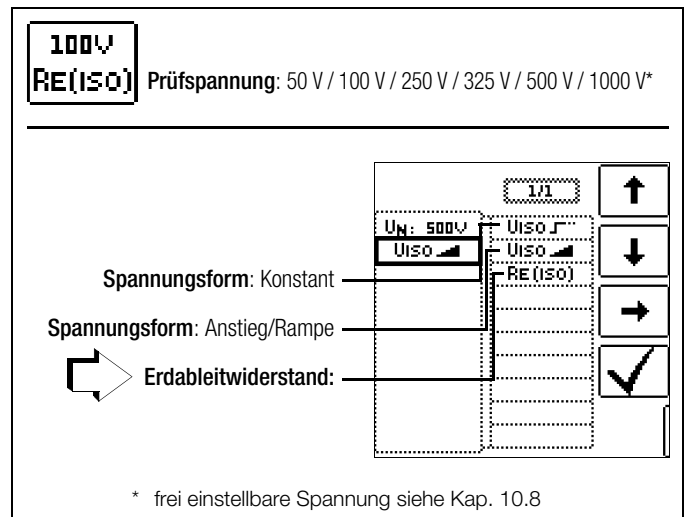 100V
RE(ISO) Prüfspannung: 50 V / 100 V / 250 V / 325 V / 500 V / 1000 V*
1/1
UN: 500V UISO
UISO UISO
RE(ISO)
Spannungsform: Konstant
Spannungsform: Anstieg/Rampe
Erdableitwiderstand:
* frei einstellbare Spannung siehe Kap. 10.8